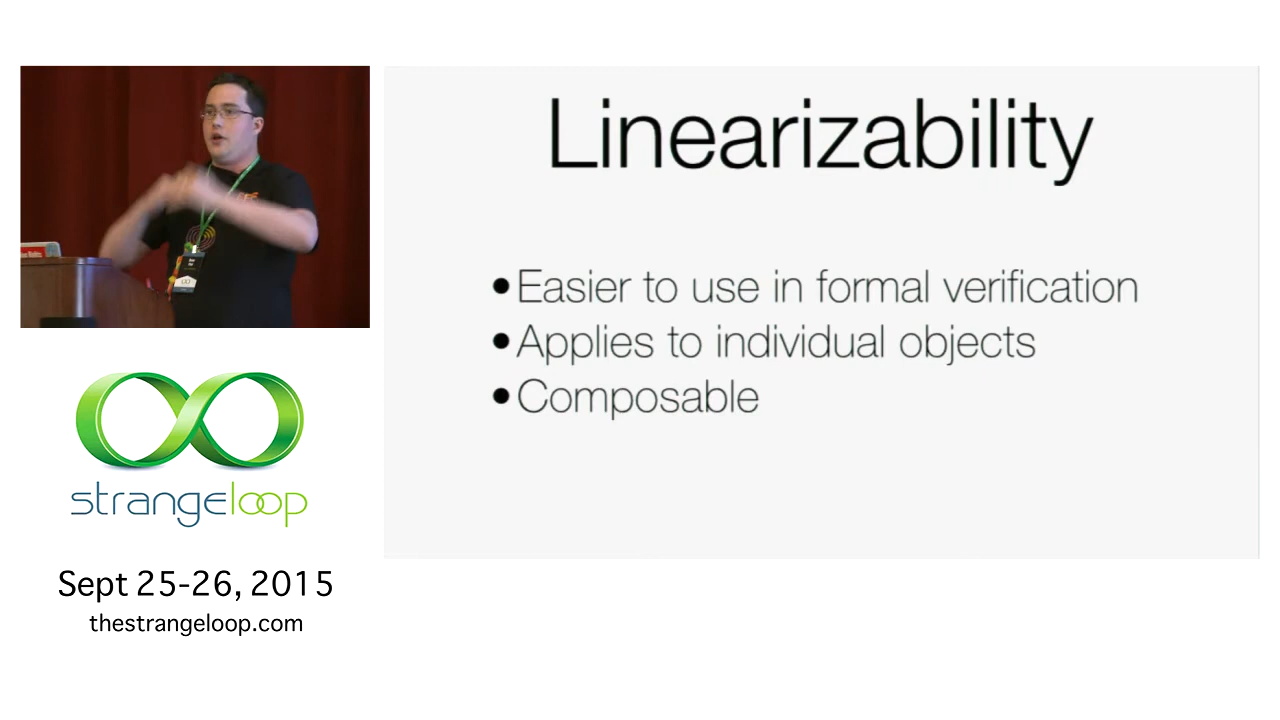 Linearizability
•Easier to use in formal verification
•Applies to individual objects
•Composable
strangeloop
Sept 25-26, 2015
thestrangeloop.com